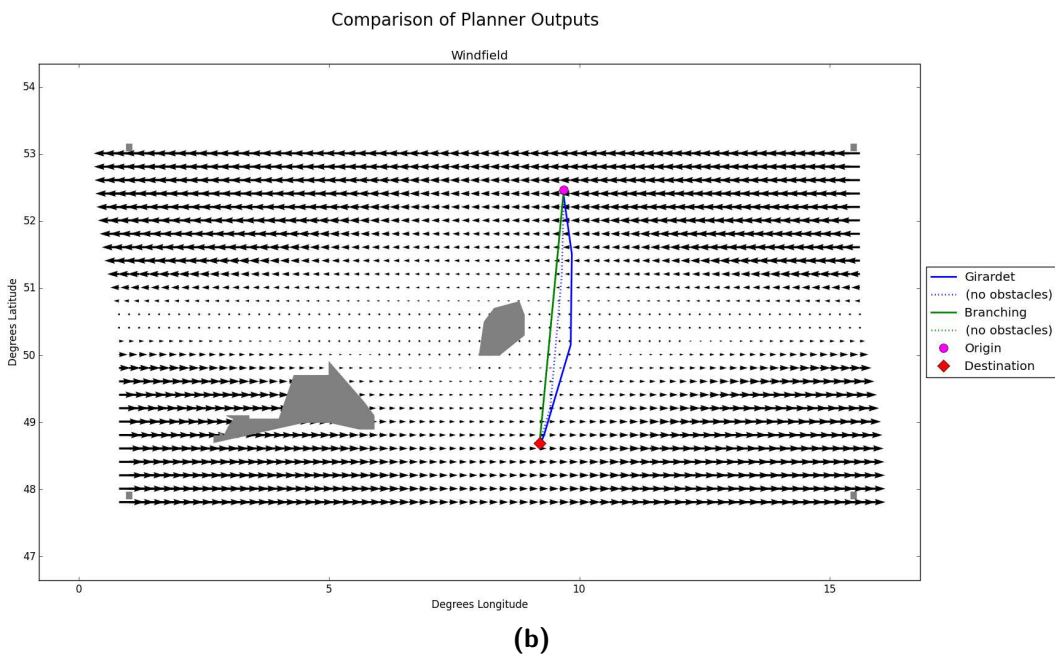 Comparison of Planner Outputs
Windfield
54
53
52
51
50
49
48
47
Degrees Latitude
0
5
10
15
Degrees Longitude
Girardet
(no obstacles)
Branching
(no obstacles)
Origin
Destination
(b)